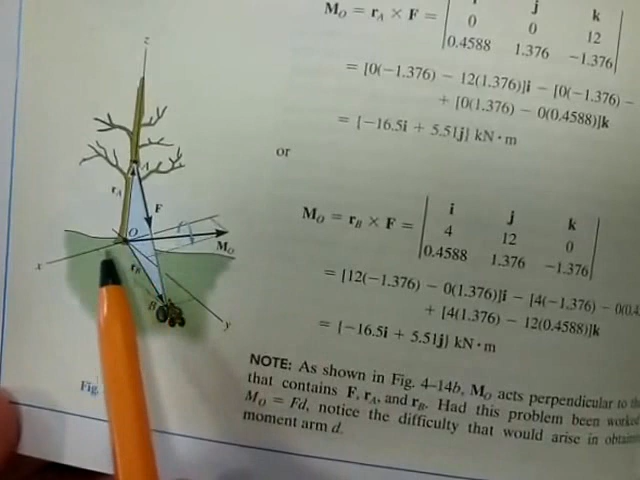 M_O = r_A × F = | i j k |
| 0 0 12 |
| 0.4588 1.376 −1.376 |
= [0(−1.376) − 12(1.376)]i − [0(−1.376) −
+ [0(1.376) − 0(0.4588)]k
= {−16.5i + 5.51j} kN · m
or
M_O = r_B × F = | i j k |
| 4 12 0 |
| 0.4588 1.376 −1.376 |
= [12(−1.376) − 0(1.376)]i − [4(−1.376) − 0(0.4
+ [4(1.376) − 12(0.4588)]k
= {−16.5i + 5.51j} kN · m
NOTE: As shown in Fig. 4–14b, M_O acts perpendicular to the
that contains F, r_A, and r_B. Had this problem been worked
M_O = Fd, notice the difficulty that would arise in obtaining
moment arm d.
z
A
r_A
F
O
M_O
x
r_B
B
y
Fig.